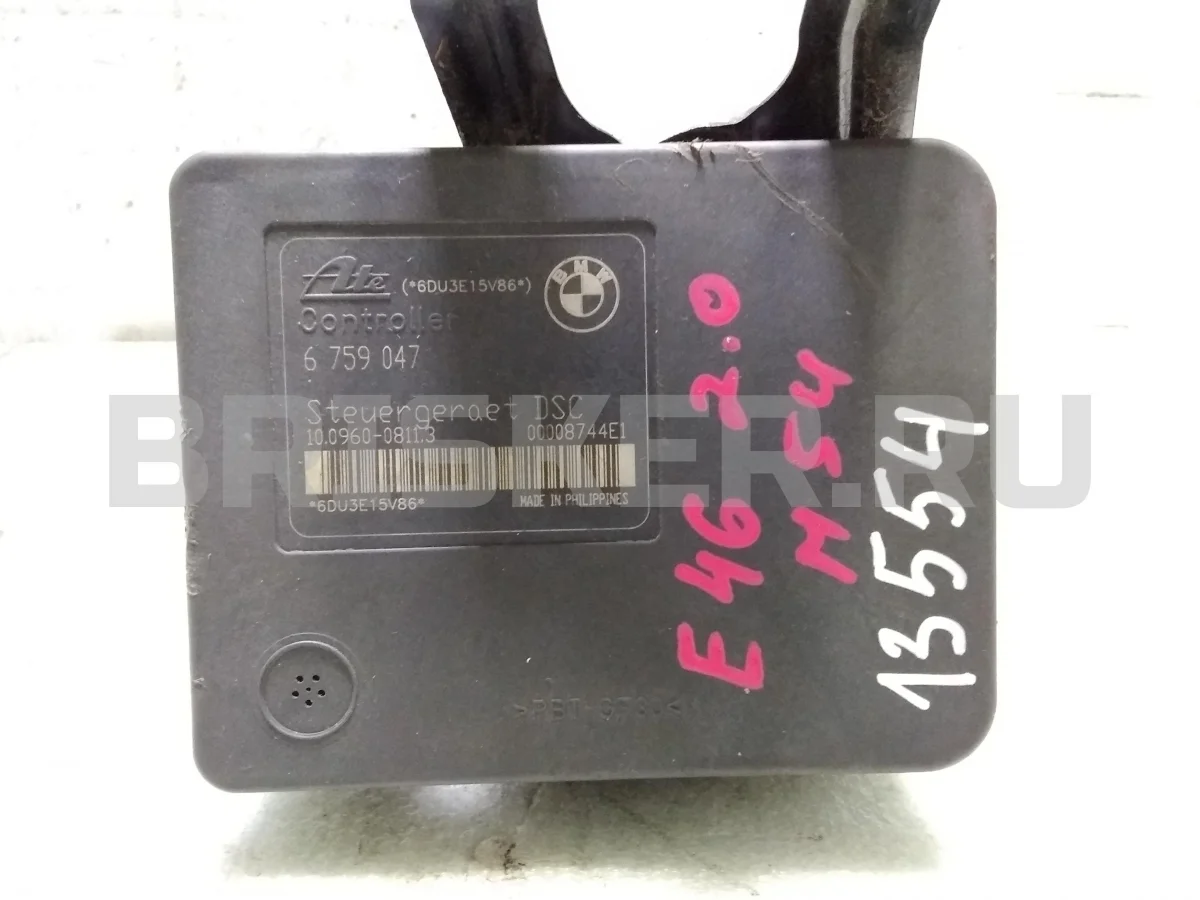 Ate (*6DU3E15V86*)
BMW
Controller
6 759 047
Steuergeraet DSC
10.0960-0811.3 00008744E1
*6DU3E15V86* MADE IN PHILIPPINES
E46 2.0
M54
13554
BRISKER.RU